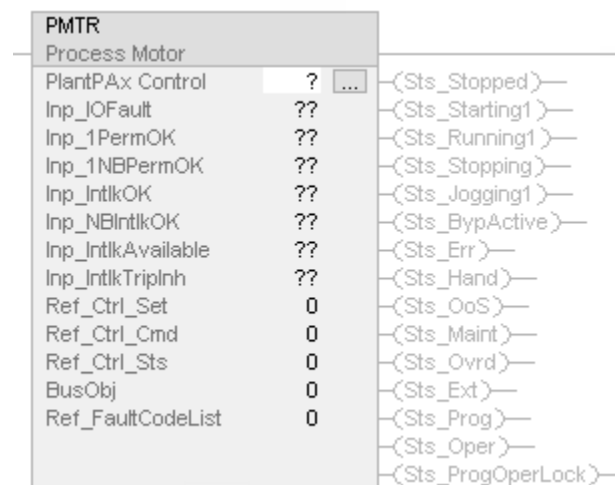 PMTR
Process Motor
PlantPAx Control ? ... (Sts_Stopped)
Inp_IOFault ?? (Sts_Starting1)
Inp_1PermOK ?? (Sts_Running1)
Inp_1NBPermOK ?? (Sts_Stopping)
Inp_IntlkOK ?? (Sts_Jogging1)
Inp_NBIntlkOK ?? (Sts_BypActive)
Inp_IntlkAvailable ?? (Sts_Err)
Inp_IntlkTripInh ?? (Sts_Hand)
Ref_Ctrl_Set 0 (Sts_OoS)
Ref_Ctrl_Cmd 0 (Sts_Maint)
Ref_Ctrl_Sts 0 (Sts_Ovrd)
BusObj 0 (Sts_Ext)
Ref_FaultCodeList 0 (Sts_Prog)
(Sts_Oper)
(Sts_ProgOperLock)